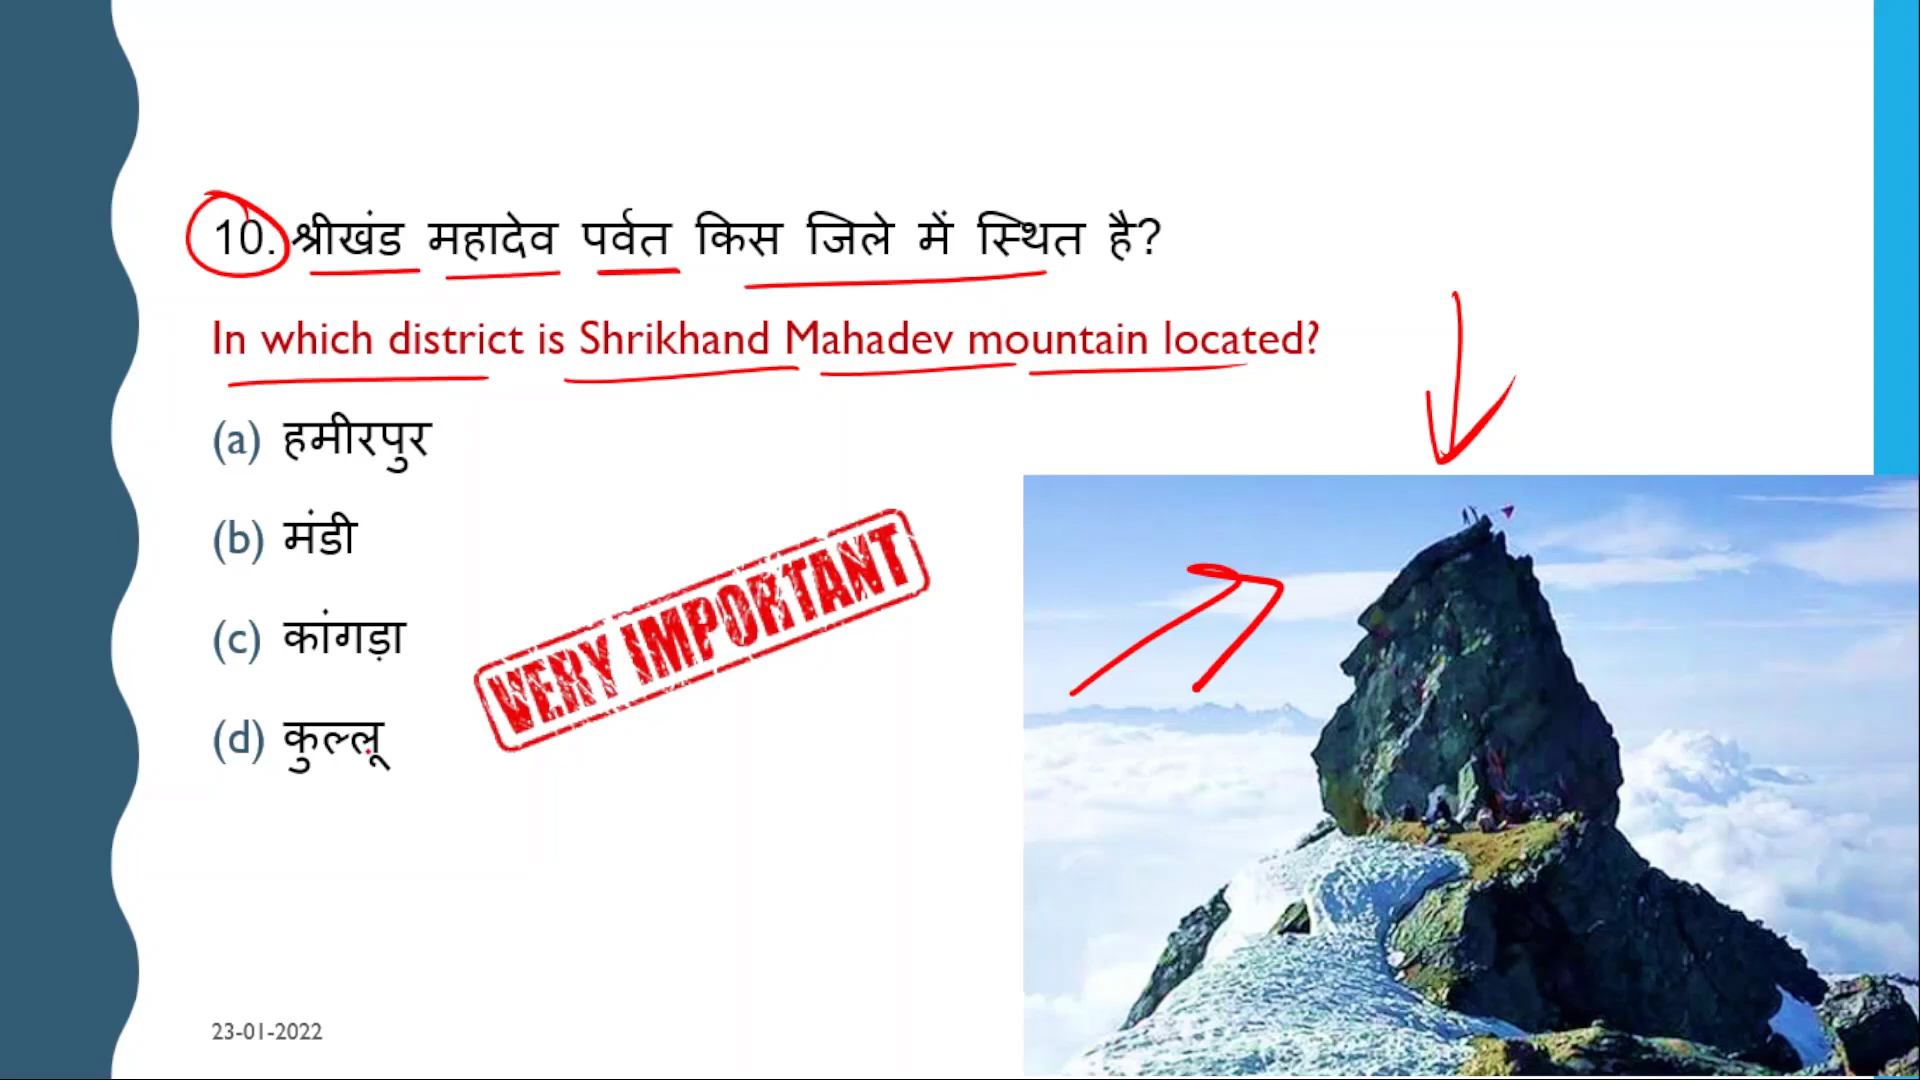 10. श्रीखंड महादेव पर्वत किस जिले में स्थित है?
In which district is Shrikhand Mahadev mountain located?
(a) हमीरपुर
(b) मंडी
(c) कांगड़ा
(d) कुल्लू
VERY IMPORTANT
23-01-2022